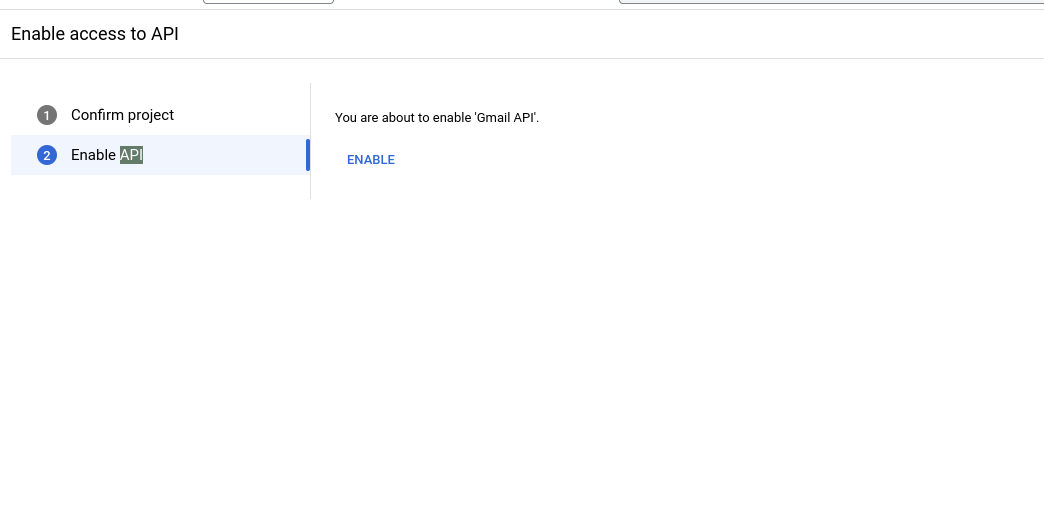 Enable access to API
1 Confirm project
2 Enable API
You are about to enable 'Gmail API'.
ENABLE